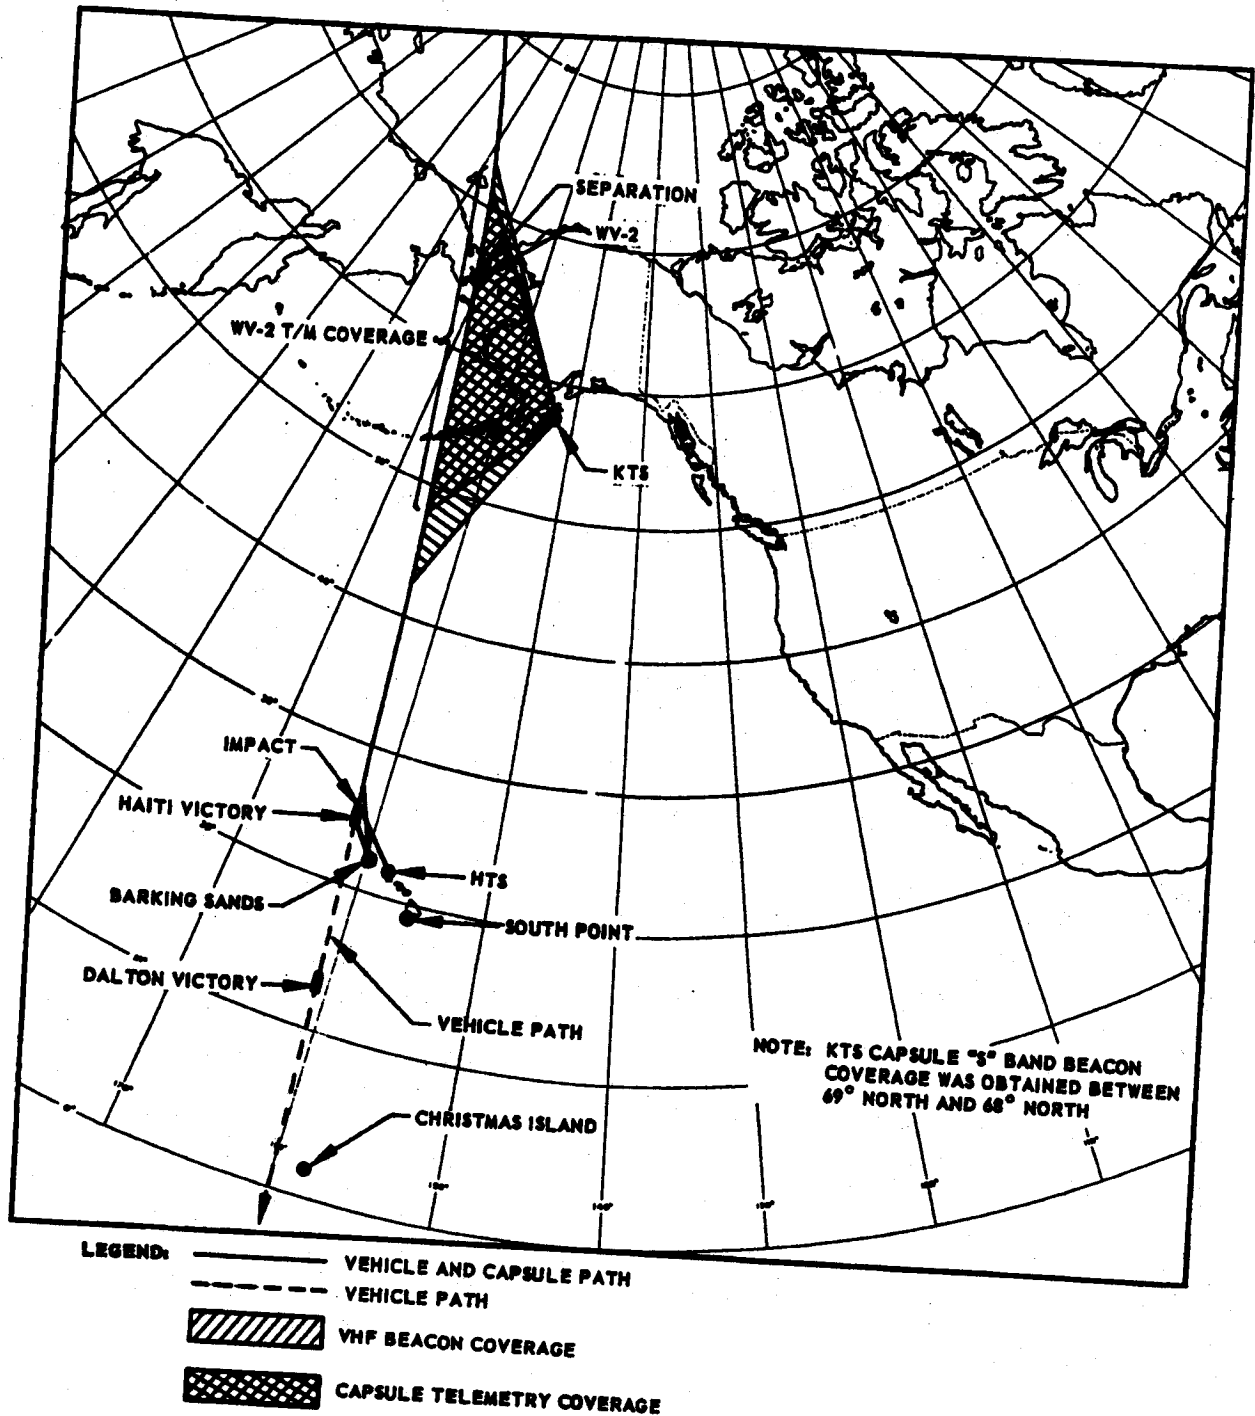 SEPARATION
WV-2
WV-2 T/M COVERAGE
KTS
IMPACT
HAITI VICTORY
HTS
BARKING SANDS
SOUTH POINT
DALTON VICTORY
VEHICLE PATH
NOTE: KTS CAPSULE "S" BAND BEACON
COVERAGE WAS OBTAINED BETWEEN
69° NORTH AND 68° NORTH
CHRISTMAS ISLAND
LEGEND:
VEHICLE AND CAPSULE PATH
VEHICLE PATH
VHF BEACON COVERAGE
CAPSULE TELEMETRY COVERAGE